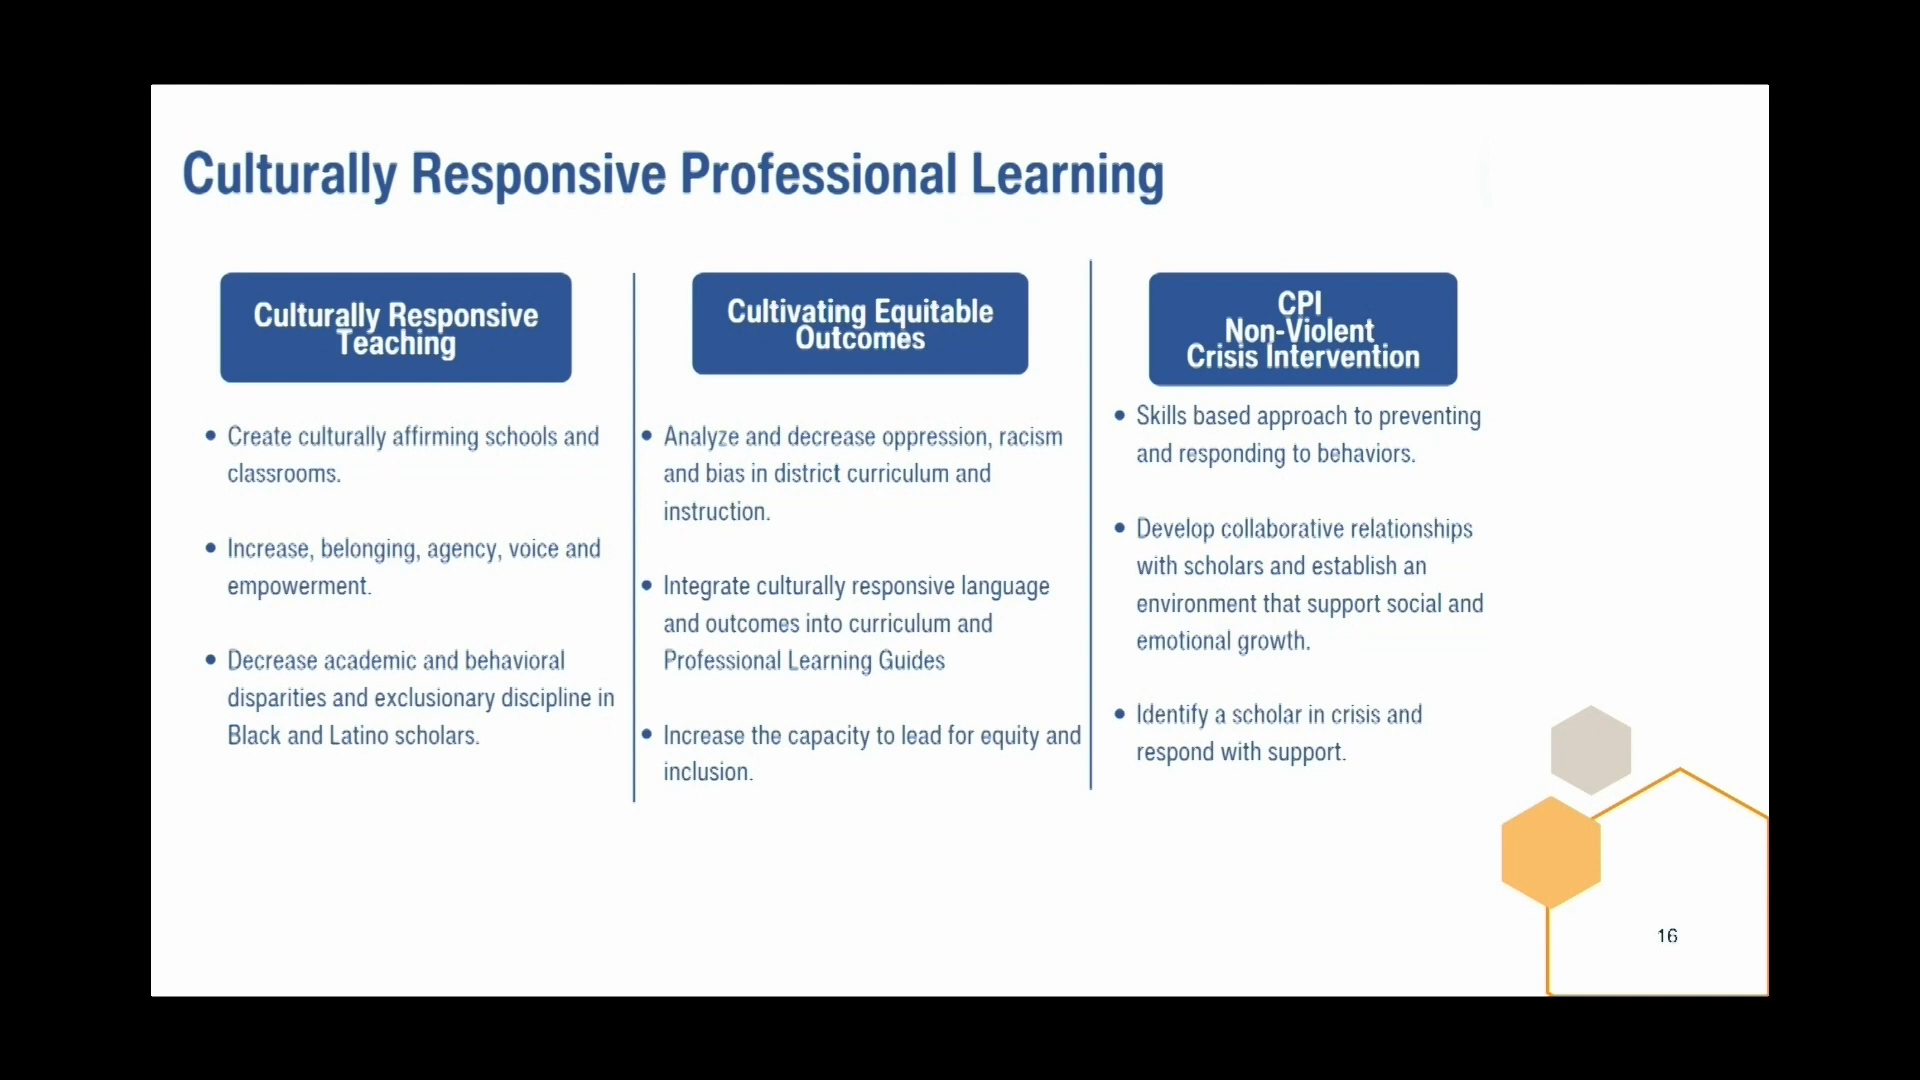 Culturally Responsive Professional Learning
Culturally Responsive
Teaching
• Create culturally affirming schools and
classrooms.
• Increase, belonging, agency, voice and
empowerment.
• Decrease academic and behavioral
disparities and exclusionary discipline in
Black and Latino scholars.
Cultivating Equitable
Outcomes
• Analyze and decrease oppression, racism
and bias in district curriculum and
instruction.
• Integrate culturally responsive language
and outcomes into curriculum and
Professional Learning Guides
• Increase the capacity to lead for equity and
inclusion.
CPI
Non-Violent
Crisis Intervention
• Skills based approach to preventing
and responding to behaviors.
• Develop collaborative relationships
with scholars and establish an
environment that support social and
emotional growth.
• Identify a scholar in crisis and
respond with support.
16